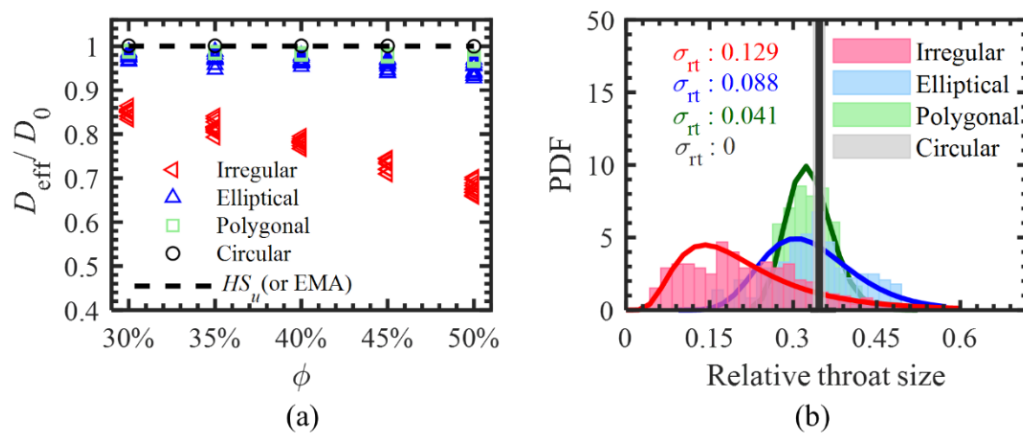 1
0.9
0.8
0.7
0.6
0.5
0.4
30%
35%
40%
45%
50%
D_eff / D_0
ϕ
Irregular
Elliptical
Polygonal
Circular
HS_u (or EMA)
(a)
50
15
10
5
0
0
0.15
0.3
0.45
0.6
PDF
Relative throat size
σ_rt : 0.129
σ_rt : 0.088
σ_rt : 0.041
σ_rt : 0
Irregular
Elliptical
Polygonal
Circular
(b)